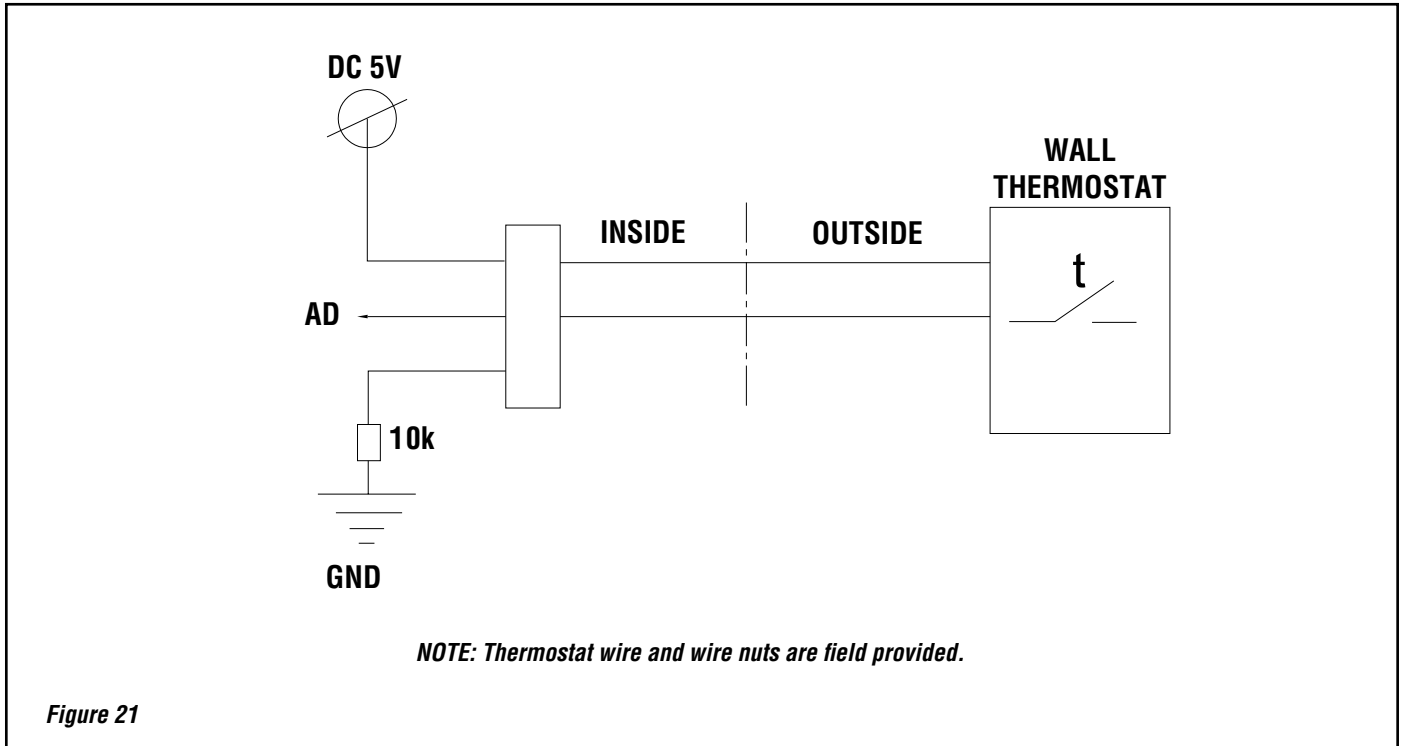 DC 5V
WALL
THERMOSTAT
INSIDE
OUTSIDE
t
AD
10k
GND
NOTE: Thermostat wire and wire nuts are field provided.
Figure 21